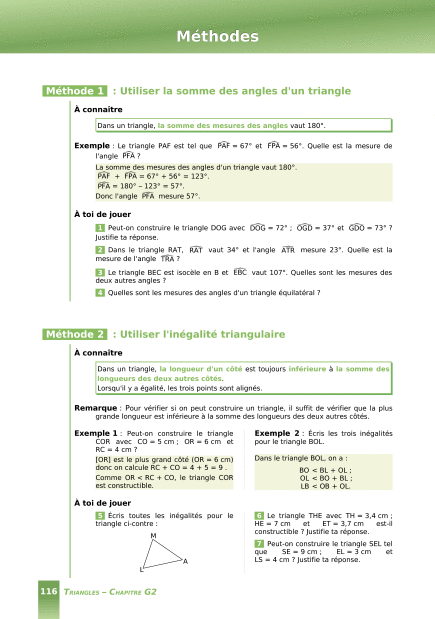 Méthodes
Méthode 1 : Utiliser la somme des angles d'un triangle
À connaître
Dans un triangle, la somme des mesures des angles vaut 180°.
Exemple : Le triangle PAF est tel que PAF = 67° et FPA = 56°. Quelle est la mesure de
l'angle PFA ?
La somme des mesures des angles d'un triangle vaut 180°.
PAF + FPA = 67° + 56° = 123°.
PFA = 180° – 123° = 57°.
Donc l'angle PFA mesure 57°.
À toi de jouer
1 Peut-on construire le triangle DOG avec DOG = 72° ; OGD = 37° et GDO = 73° ?
Justifie ta réponse.
2 Dans le triangle RAT, RAT vaut 34° et l'angle ATR mesure 23°. Quelle est la
mesure de l'angle TRA ?
3 Le triangle BEC est isocèle en B et EBC vaut 107°. Quelles sont les mesures des
deux autres angles ?
4 Quelles sont les mesures des angles d'un triangle équilatéral ?
Méthode 2 : Utiliser l'inégalité triangulaire
À connaître
Dans un triangle, la longueur d'un côté est toujours inférieure à la somme des
longueurs des deux autres côtés.
Lorsqu'il y a égalité, les trois points sont alignés.
Remarque : Pour vérifier si on peut construire un triangle, il suffit de vérifier que la plus
grande longueur est inférieure à la somme des longueurs des deux autres côtés.
Exemple 1 : Peut-on construire le triangle
COR avec CO = 5 cm ; OR = 6 cm et
RC = 4 cm ?
[OR] est le plus grand côté (OR = 6 cm)
donc on calcule RC + CO = 4 + 5 = 9 .
Comme OR < RC + CO, le triangle COR
est constructible.
Exemple 2 : Écris les trois inégalités
pour le triangle BOL.
Dans le triangle BOL, on a :
BO < BL + OL ;
OL < BO + BL ;
LB < OB + OL.
À toi de jouer
5 Écris toutes les inégalités pour le
triangle ci-contre :
M
A
L
6 Le triangle THE avec TH = 3,4 cm ;
HE = 7 cm et ET = 3,7 cm est-il
constructible ? Justifie ta réponse.
7 Peut-on construire le triangle SEL tel
que SE = 9 cm ; EL = 3 cm et
LS = 4 cm ? Justifie ta réponse.
116 TRIANGLES – CHAPITRE G2